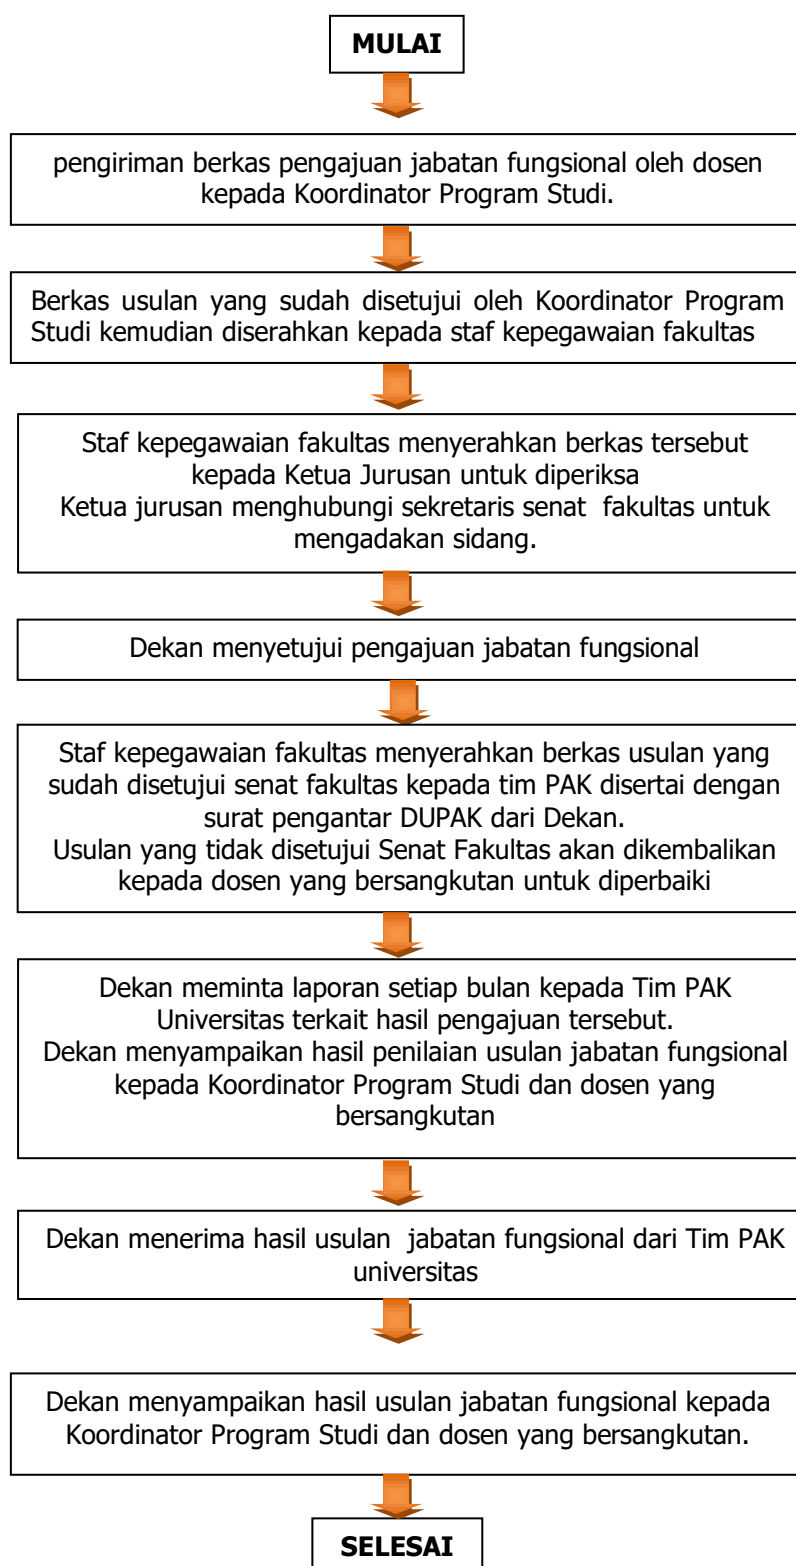 MULAI
pengiriman berkas pengajuan jabatan fungsional oleh dosen
kepada Koordinator Program Studi.
Berkas usulan yang sudah disetujui oleh Koordinator Program
Studi kemudian diserahkan kepada staf kepegawaian fakultas
Staf kepegawaian fakultas menyerahkan berkas tersebut
kepada Ketua Jurusan untuk diperiksa
Ketua jurusan menghubungi sekretaris senat fakultas untuk
mengadakan sidang.
Dekan menyetujui pengajuan jabatan fungsional
Staf kepegawaian fakultas menyerahkan berkas usulan yang
sudah disetujui senat fakultas kepada tim PAK disertai dengan
surat pengantar DUPAK dari Dekan.
Usulan yang tidak disetujui Senat Fakultas akan dikembalikan
kepada dosen yang bersangkutan untuk diperbaiki
Dekan meminta laporan setiap bulan kepada Tim PAK
Universitas terkait hasil pengajuan tersebut.
Dekan menyampaikan hasil penilaian usulan jabatan fungsional
kepada Koordinator Program Studi dan dosen yang
bersangkutan
Dekan menerima hasil usulan jabatan fungsional dari Tim PAK
universitas
Dekan menyampaikan hasil usulan jabatan fungsional kepada
Koordinator Program Studi dan dosen yang bersangkutan.
SELESAI